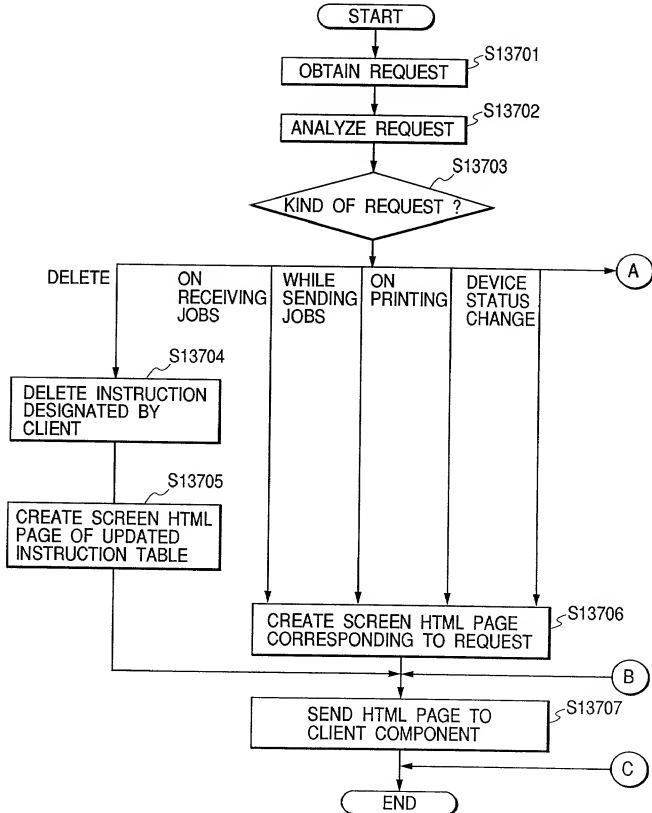 START
S13701
OBTAIN REQUEST
S13702
ANALYZE REQUEST
S13703
KIND OF REQUEST ?
A
DELETE
ON
RECEIVING
JOBS
WHILE
SENDING
JOBS
ON
PRINTING
DEVICE
STATUS
CHANGE
S13704
DELETE INSTRUCTION
DESIGNATED BY
CLIENT
S13705
CREATE SCREEN HTML
PAGE OF UPDATED
INSTRUCTION TABLE
S13706
CREATE SCREEN HTML PAGE
CORRESPONDING TO REQUEST
B
S13707
SEND HTML PAGE TO
CLIENT COMPONENT
C
END